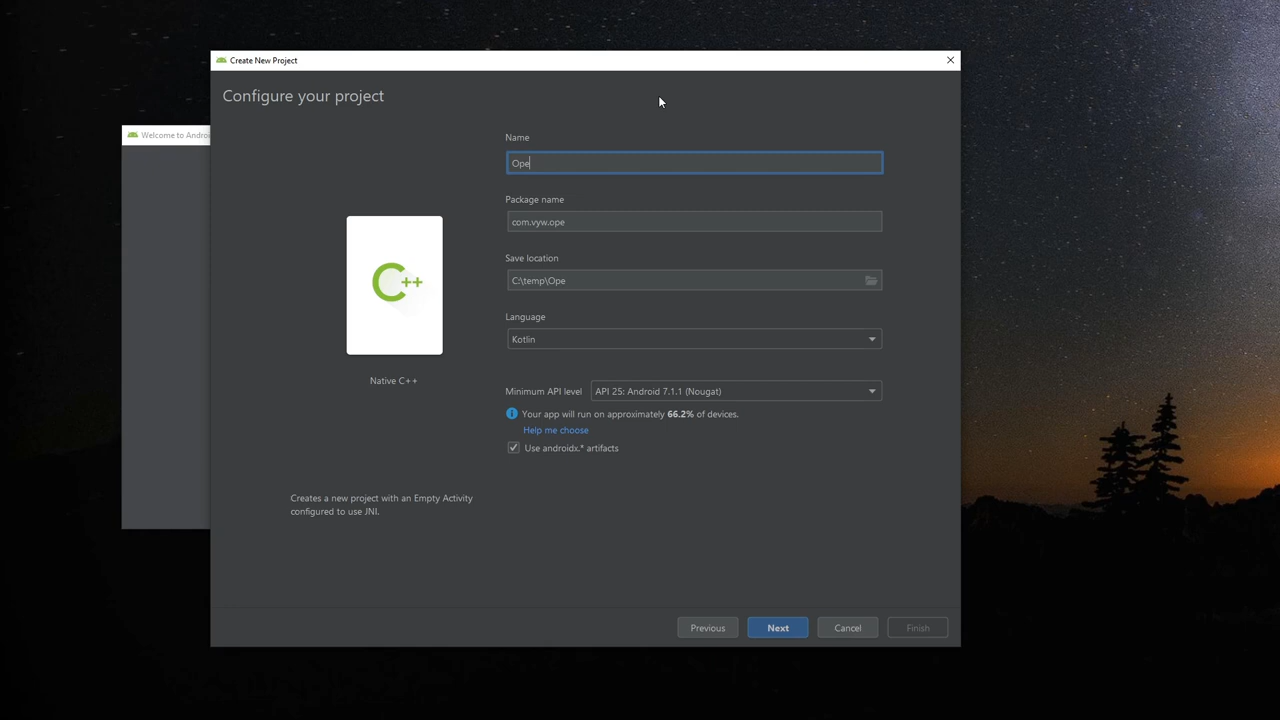 Create New Project
Configure your project
Welcome to Androi
Name
Ope
Package name
com.vyw.ope
Save location
C:\temp\Ope
Language
Kotlin
C++
Native C++
Minimum API level
API 25: Android 7.1.1 (Nougat)
i Your app will run on approximately 66.2% of devices.
Help me choose
Use androidx.* artifacts
Creates a new project with an Empty Activity
configured to use JNI.
Previous
Next
Cancel
Finish